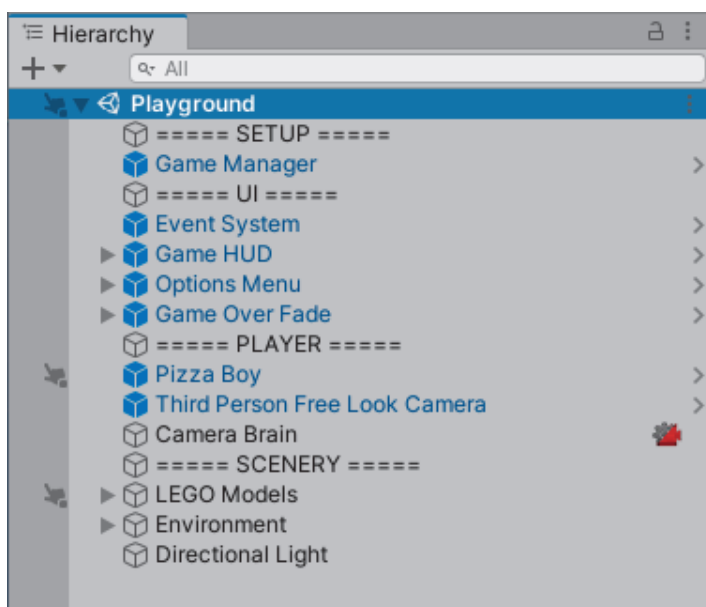 Hierarchy
All
Playground
===== SETUP =====
Game Manager
===== UI =====
Event System
Game HUD
Options Menu
Game Over Fade
===== PLAYER =====
Pizza Boy
Third Person Free Look Camera
Camera Brain
===== SCENERY =====
LEGO Models
Environment
Directional Light